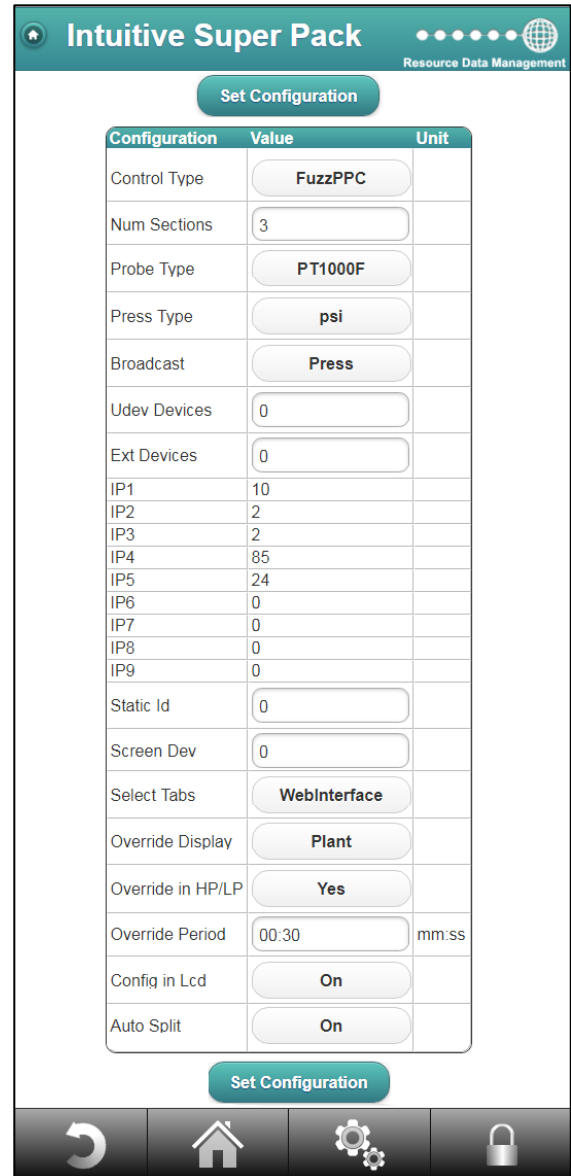 Intuitive Super Pack
Resource Data Management
Set Configuration
Configuration Value Unit
Control Type FuzzPPC
Num Sections 3
Probe Type PT1000F
Press Type psi
Broadcast Press
Udev Devices 0
Ext Devices 0
IP1 10
IP2 2
IP3 2
IP4 85
IP5 24
IP6 0
IP7 0
IP8 0
IP9 0
Static Id 0
Screen Dev 0
Select Tabs WebInterface
Override Display Plant
Override in HP/LP Yes
Override Period 00:30 mm:ss
Config in Lcd On
Auto Split On
Set Configuration